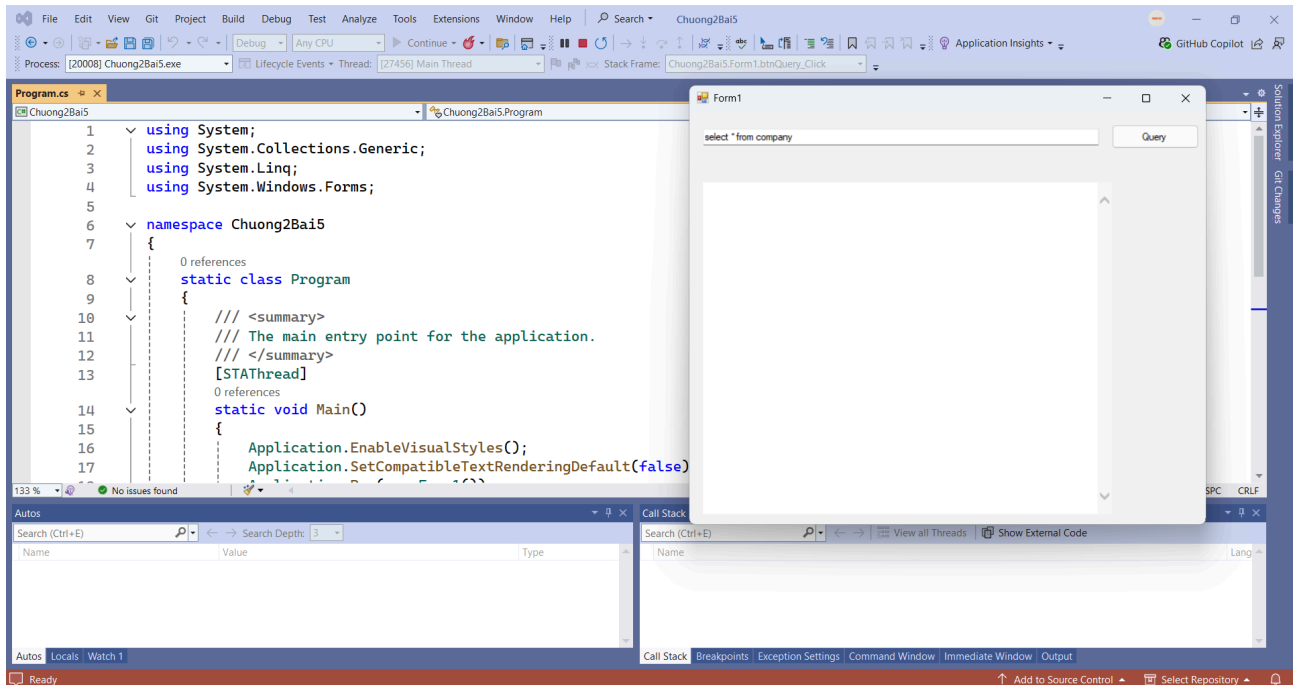 File Edit View Git Project Build Debug Test Analyze Tools Extensions Window Help Search Chuong2Bai5
Debug Any CPU Continue Application Insights GitHub Copilot
Process: [20008] Chuong2Bai5.exe Lifecycle Events Thread: [27456] Main Thread Stack Frame: Chuong2Bai5.Form1.btnQuery_Click
Program.cs
Chuong2Bai5 Chuong2Bai5.Program
1 using System;
2 using System.Collections.Generic;
3 using System.Linq;
4 using System.Windows.Forms;
5
6 namespace Chuong2Bai5
7 {
0 references
8 static class Program
9 {
10 /// <summary>
11 /// The main entry point for the application.
12 /// </summary>
13 [STAThread]
0 references
14 static void Main()
15 {
16 Application.EnableVisualStyles();
17 Application.SetCompatibleTextRenderingDefault(false)
133 % No issues found SPC CRLF
Form1
select * from company Query
Solution Explorer
Git Changes
Autos
Search (Ctrl+E) Search Depth: 3
Name Value Type
Autos Locals Watch 1
Call Stack
Search (Ctrl+E) View all Threads Show External Code
Name Lang
Call Stack Breakpoints Exception Settings Command Window Immediate Window Output
Ready Add to Source Control Select Repository